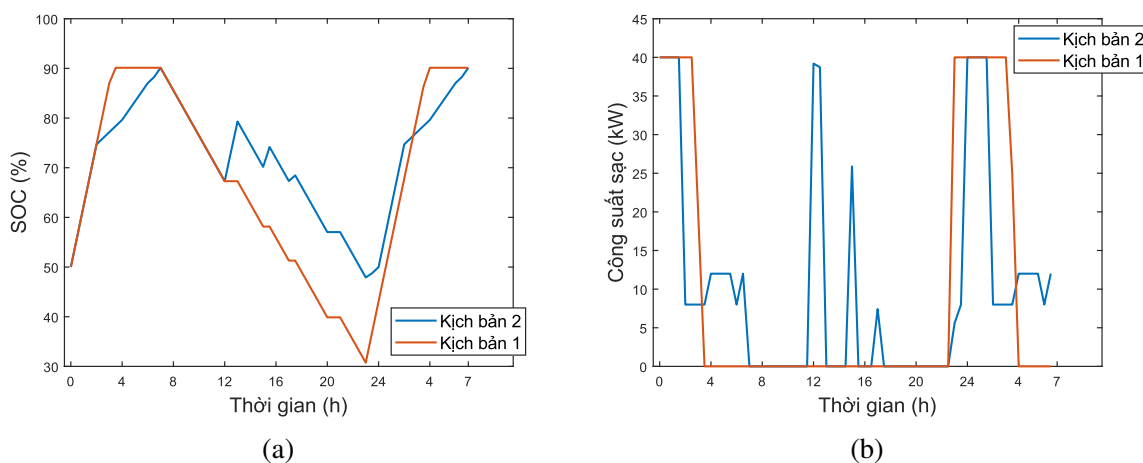 100
90
80
70
60
50
40
30
SOC (%)
0 4 8 12 16 20 24 4 7
Thời gian (h)
Kịch bản 2
Kịch bản 1
(a)
45
40
35
30
25
20
15
10
5
0
Công suất sạc (kW)
0 4 8 12 16 20 24 4 7
Thời gian (h)
Kịch bản 2
Kịch bản 1
(b)